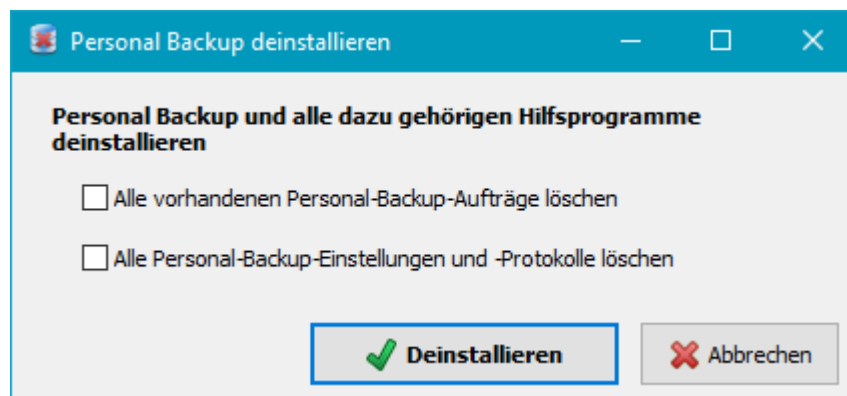 Personal Backup deinstallieren
Personal Backup und alle dazu gehörigen Hilfsprogramme
deinstallieren
Alle vorhandenen Personal-Backup-Aufträge löschen
Alle Personal-Backup-Einstellungen und -Protokolle löschen
Deinstallieren
Abbrechen